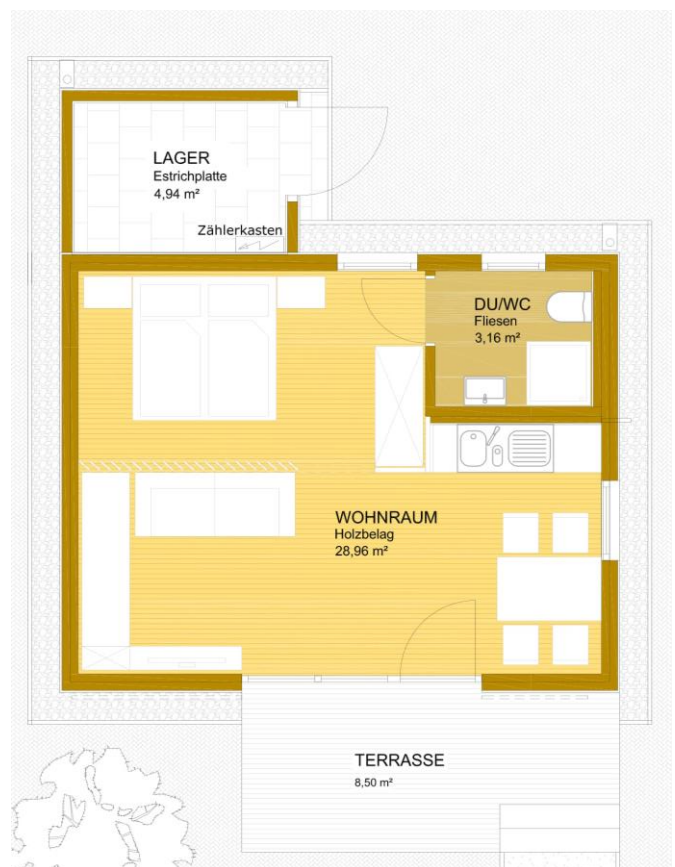 LAGER
Estrichplatte
4,94 m²
Zählerkasten
DU/WC
Fliesen
3,16 m²
WOHNRAUM
Holzbelag
28,96 m²
TERRASSE
8,50 m²